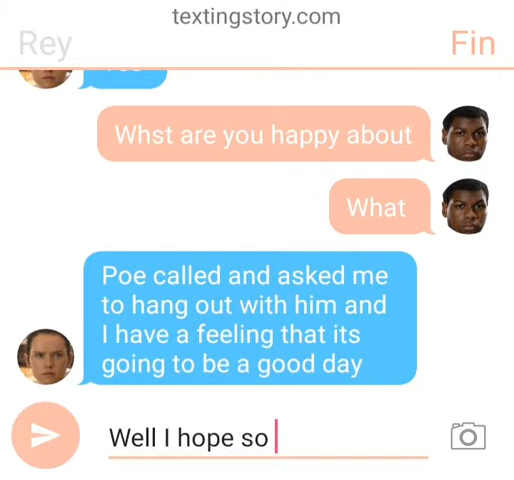 textingstory.com
Rey
Fin
Whst are you happy about
What
Poe called and asked me
to hang out with him and
I have a feeling that its
going to be a good day
Well I hope so